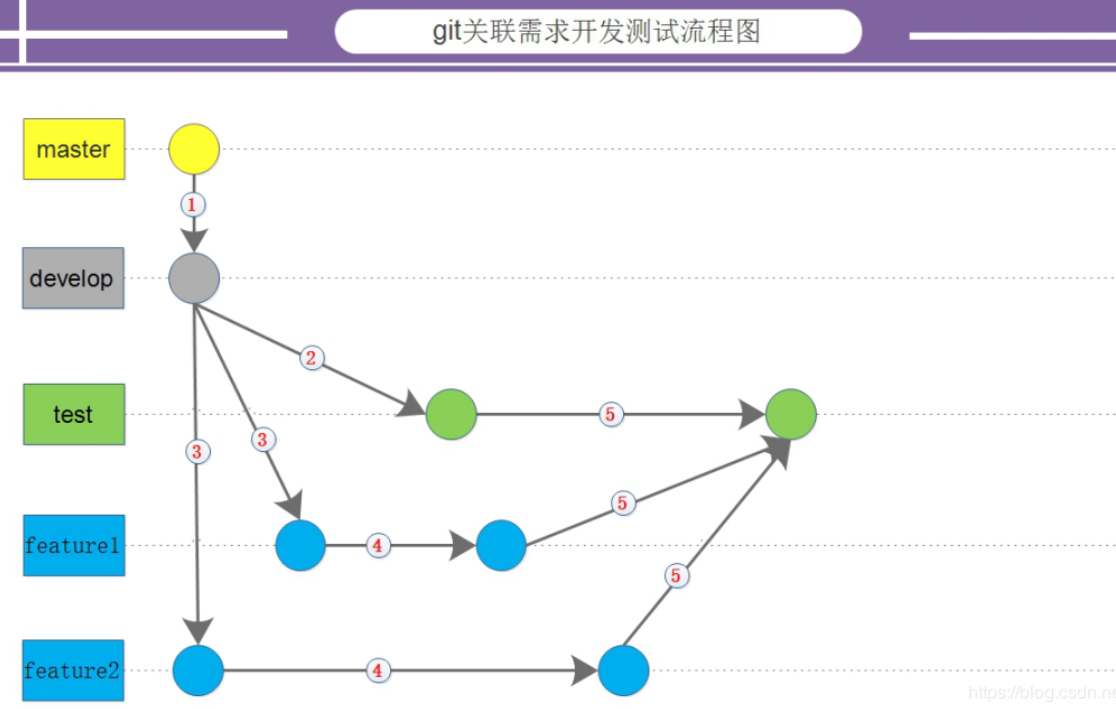 git关联需求开发测试流程图
master
1
develop
2
test
5
3
3
5
feature1
4
5
feature2
4
https://blog.csdn.ne